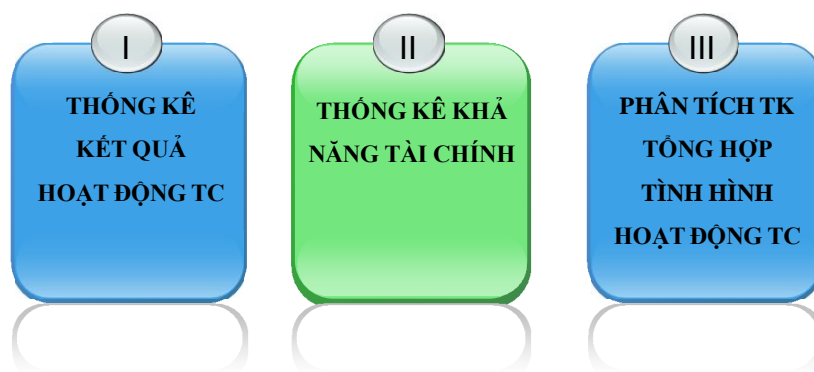 I
THỐNG KÊ
KẾT QUẢ
HOẠT ĐỘNG TC
II
THỐNG KÊ KHẢ
NĂNG TÀI CHÍNH
III
PHÂN TÍCH TK
TỔNG HỢP
TÌNH HÌNH
HOẠT ĐỘNG TC